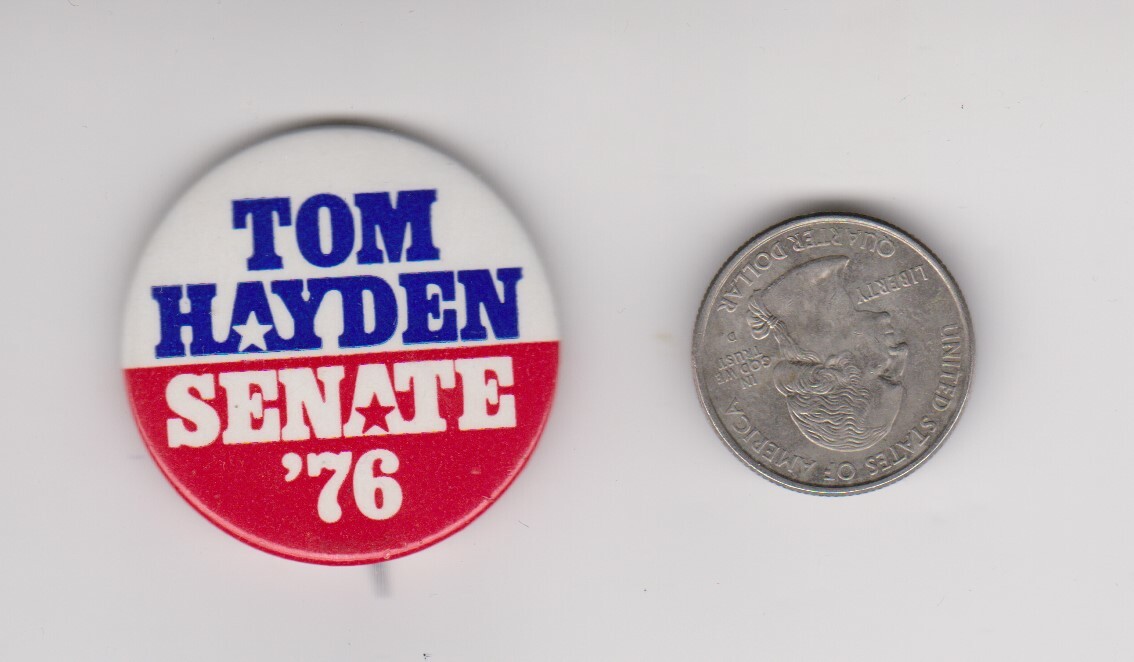 TOM
HAYDEN
SENATE
'76
UNITED STATES OF AMERICA
LIBERTY
IN
GOD WE
TRUST
D
QUARTER DOLLAR